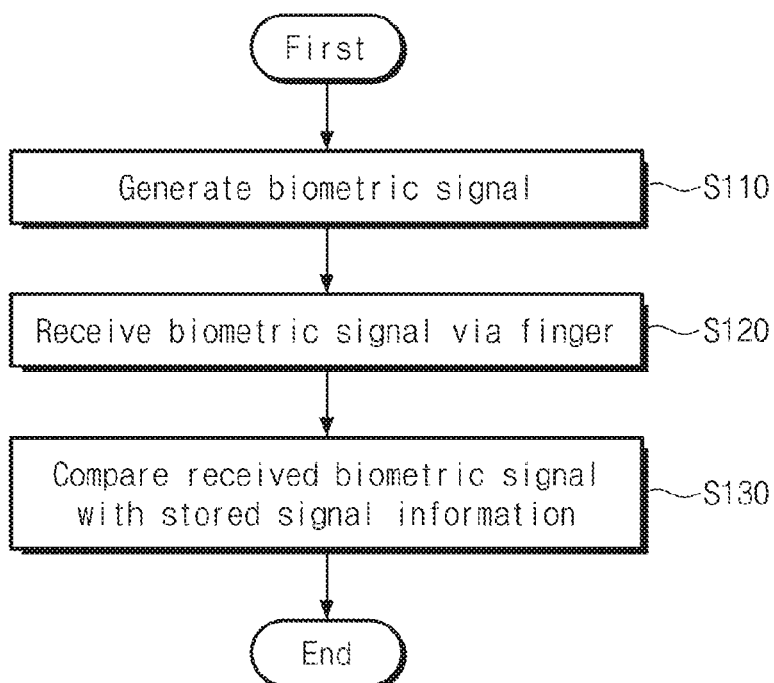 First
Generate biometric signal
S110
Receive biometric signal via finger
S120
Compare received biometric signal
with stored signal information
S130
End